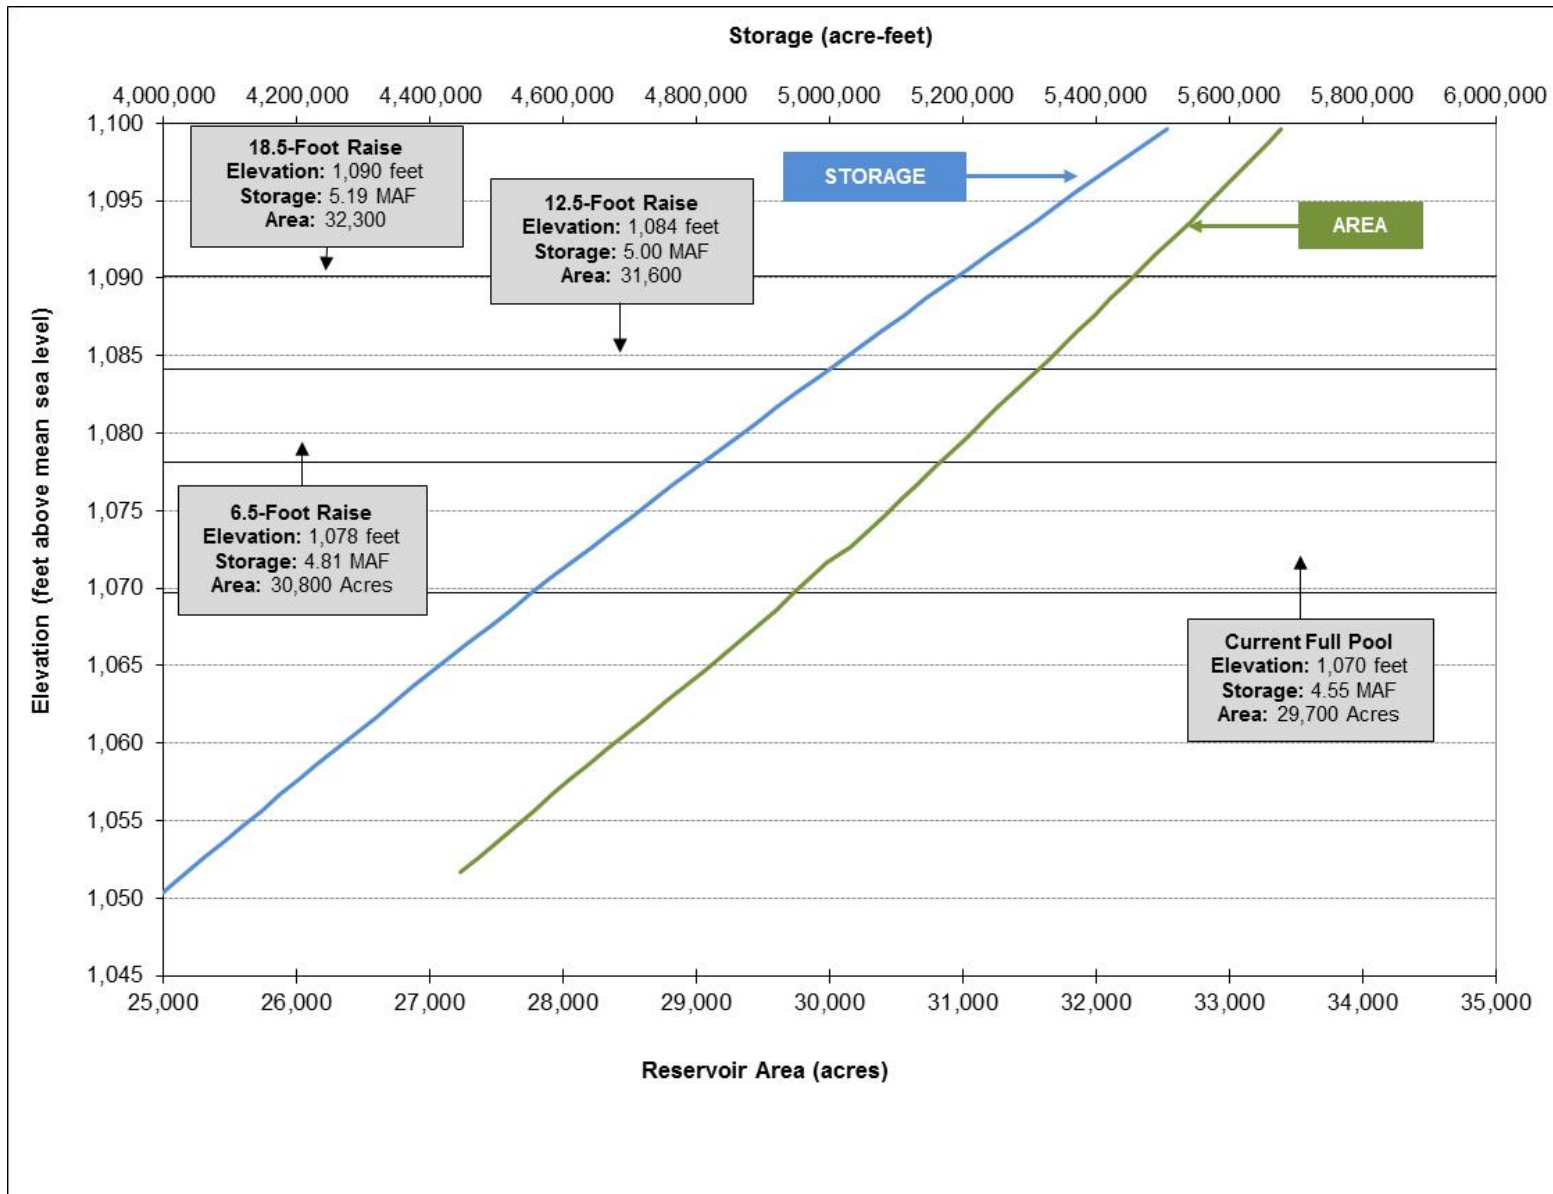 Storage (acre-feet)
4,000,000 4,200,000 4,400,000 4,600,000 4,800,000 5,000,000 5,200,000 5,400,000 5,600,000 5,800,000 6,000,000
1,100
1,095
1,090
1,085
1,080
1,075
1,070
1,065
1,060
1,055
1,050
1,045
Elevation (feet above mean sea level)
18.5-Foot Raise
Elevation: 1,090 feet
Storage: 5.19 MAF
Area: 32,300
12.5-Foot Raise
Elevation: 1,084 feet
Storage: 5.00 MAF
Area: 31,600
STORAGE
AREA
6.5-Foot Raise
Elevation: 1,078 feet
Storage: 4.81 MAF
Area: 30,800 Acres
Current Full Pool
Elevation: 1,070 feet
Storage: 4.55 MAF
Area: 29,700 Acres
25,000 26,000 27,000 28,000 29,000 30,000 31,000 32,000 33,000 34,000 35,000
Reservoir Area (acres)